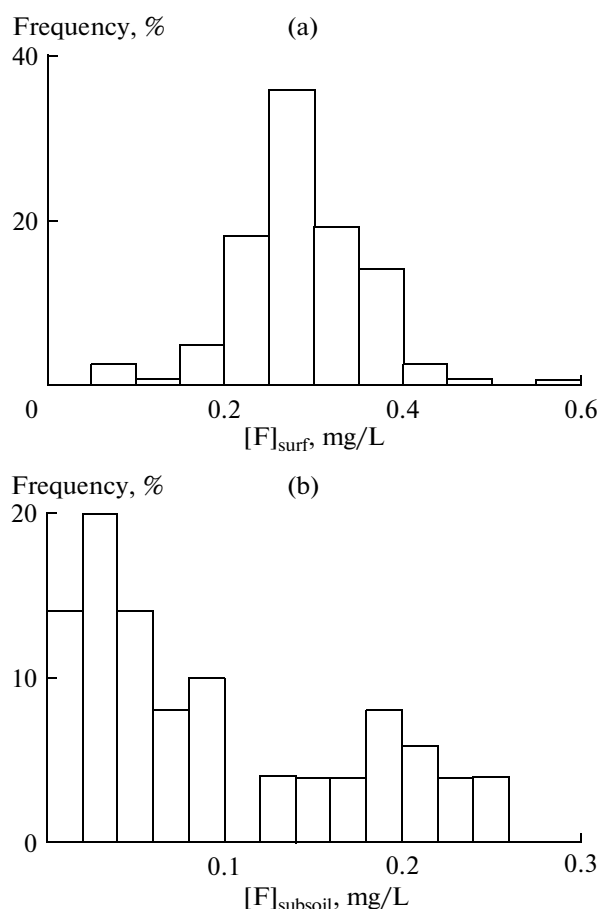 Frequency, % (a)
40
20
0 0.2 0.4 0.6
[F]surf, mg/L
Frequency, % (b)
20
10
0
0.1 0.2 0.3
[F]subsoil, mg/L